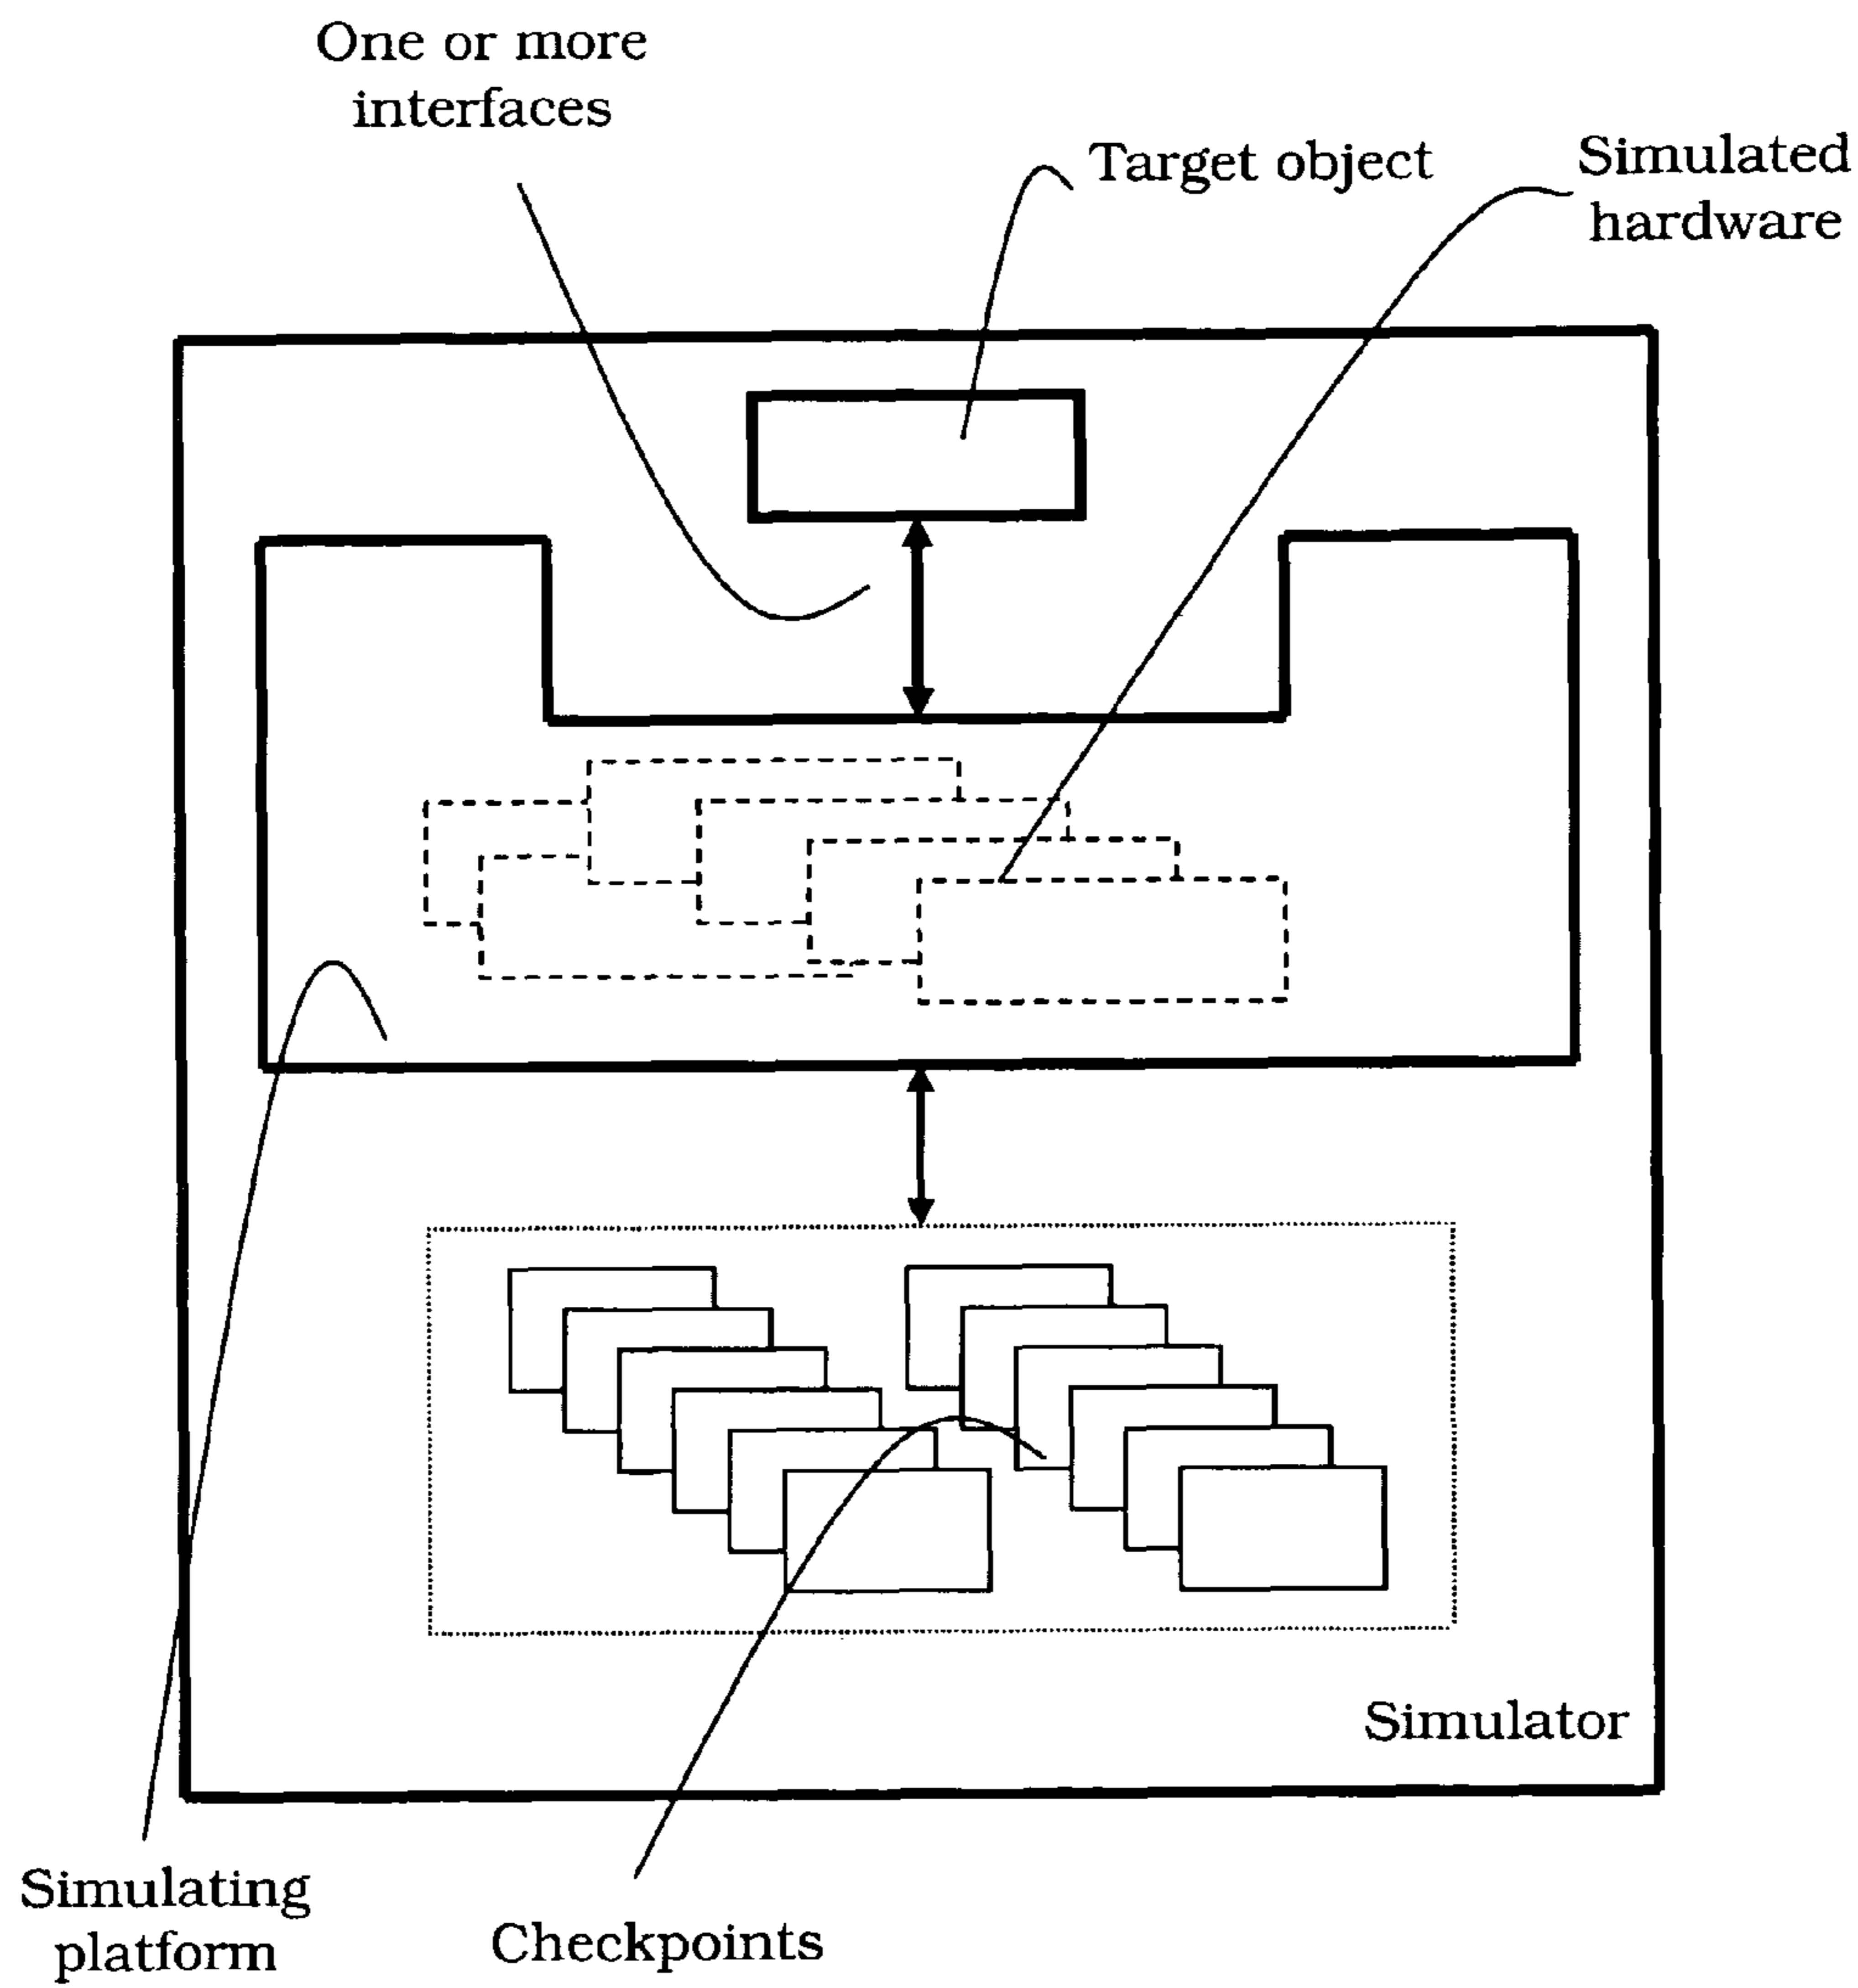 One or more
interfaces
Target object
Simulated
hardware
Simulator
Simulating
platform
Checkpoints